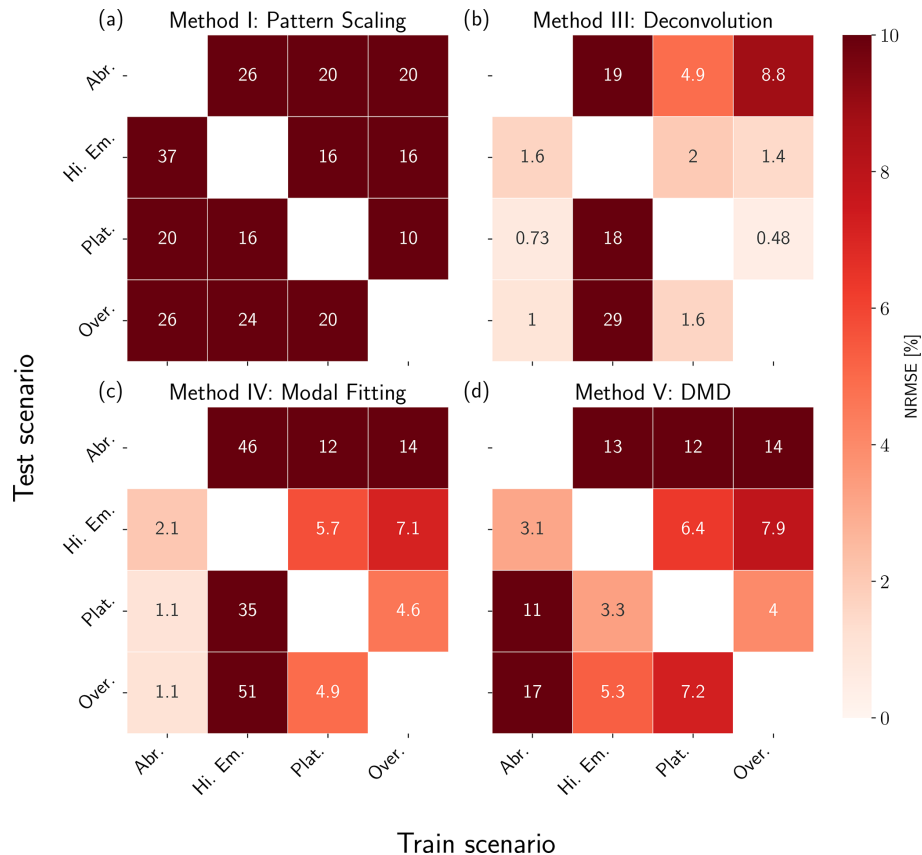 (a) Method I: Pattern Scaling
Abr. 26 20 20
Hi. Em. 37 16 16
Plat. 20 16 10
Over. 26 24 20
(b) Method III: Deconvolution
19 4.9 8.8
1.6 2 1.4
0.73 18 0.48
1 29 1.6
(c) Method IV: Modal Fitting
Abr. 46 12 14
Hi. Em. 2.1 5.7 7.1
Plat. 1.1 35 4.6
Over. 1.1 51 4.9
Abr. Hi. Em. Plat. Over.
(d) Method V: DMD
13 12 14
3.1 6.4 7.9
11 3.3 4
17 5.3 7.2
Abr. Hi. Em. Plat. Over.
Test scenario
Train scenario
10
8
6
4
2
0
NRMSE [%]